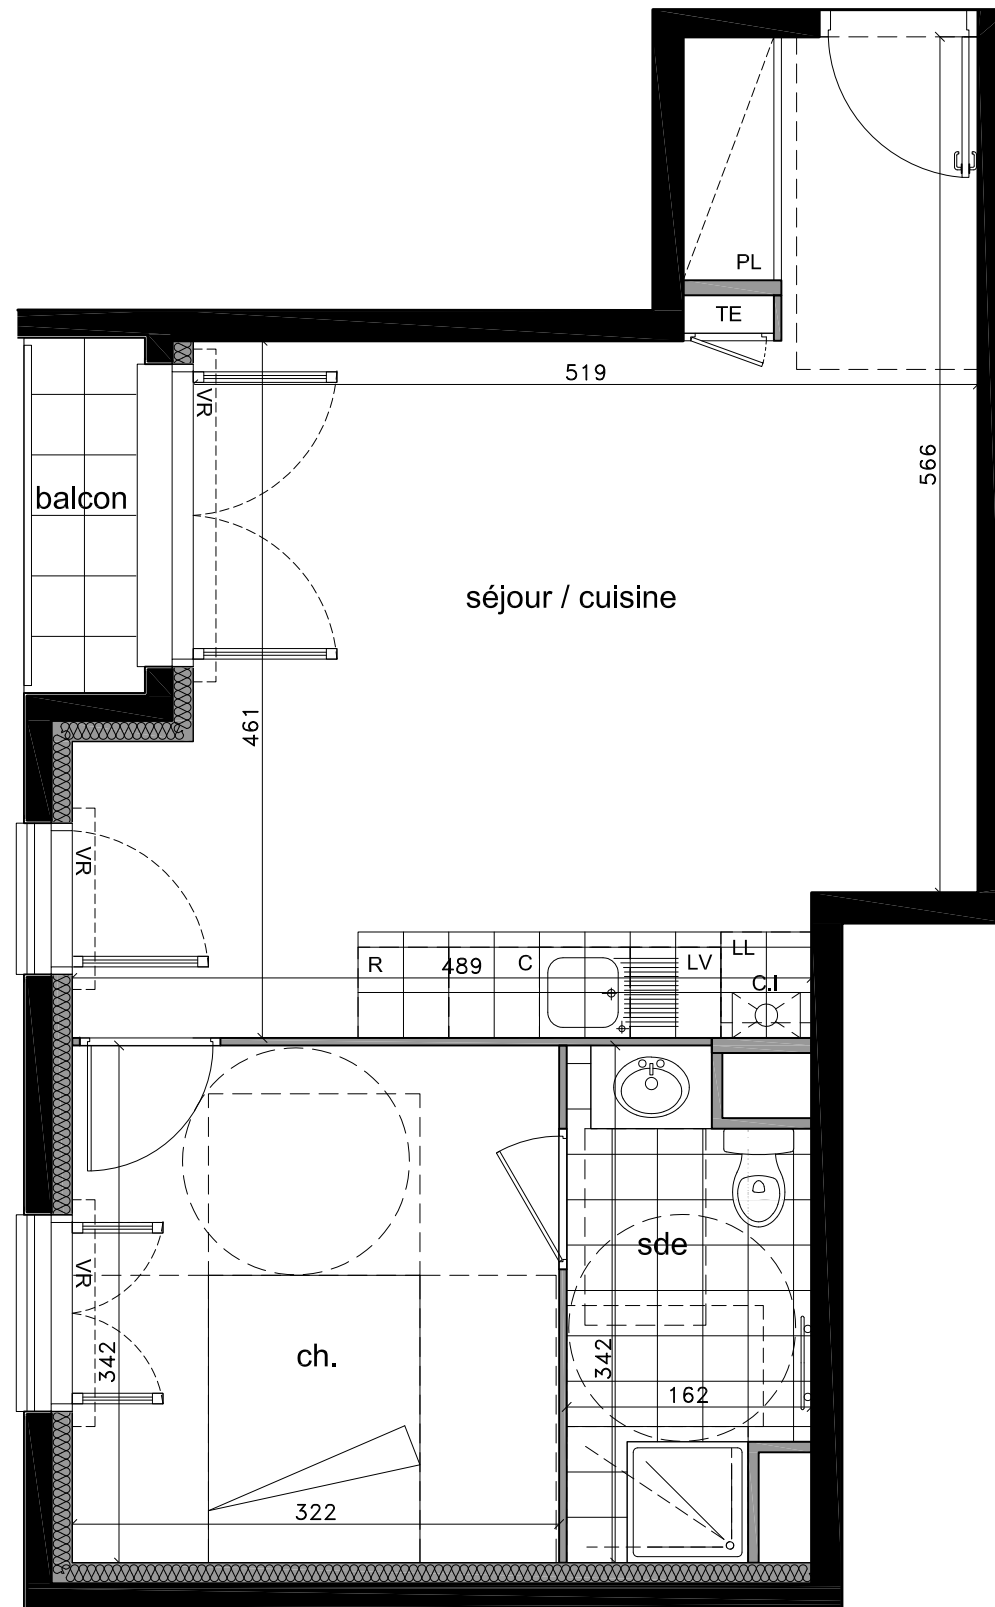 PL
TE
519
VR
566
balcon
séjour / cuisine
461
VR
R
489
C
LV
LL
C.I
sde
VR
342
ch.
342
162
322